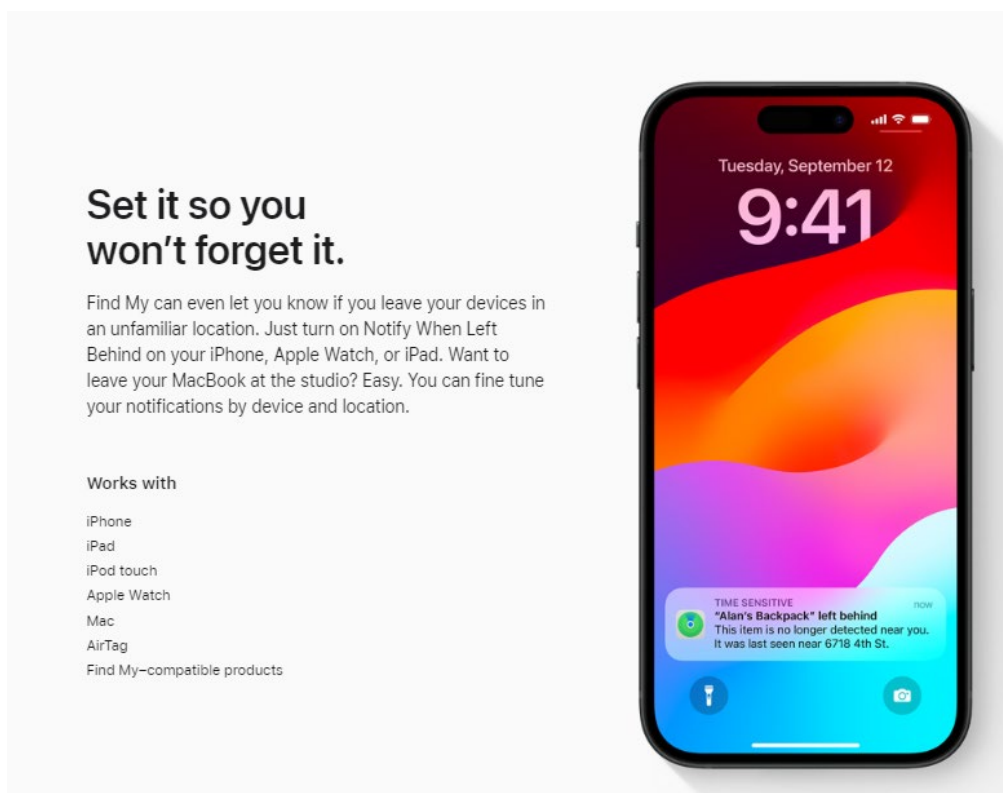 Set it so you
won't forget it.
Find My can even let you know if you leave your devices in
an unfamiliar location. Just turn on Notify When Left
Behind on your iPhone, Apple Watch, or iPad. Want to
leave your MacBook at the studio? Easy. You can fine tune
your notifications by device and location.
Works with
iPhone
iPad
iPod touch
Apple Watch
Mac
AirTag
Find My–compatible products
Tuesday, September 12
9:41
TIME SENSITIVE now
"Alan's Backpack" left behind
This item is no longer detected near you.
It was last seen near 6718 4th St.